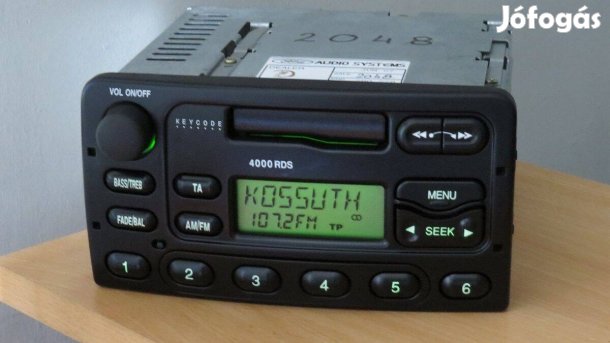 Jófogás
2048
AUDIO SYSTEMS
2048
VOL ON/OFF
KEYCODE
4000 RDS
BASS/TREB
TA
MENU
FADE/BAL
AM/FM
KOSSUTH
CD
107.2FM TP
SEEK
1 2 3 4 5 6